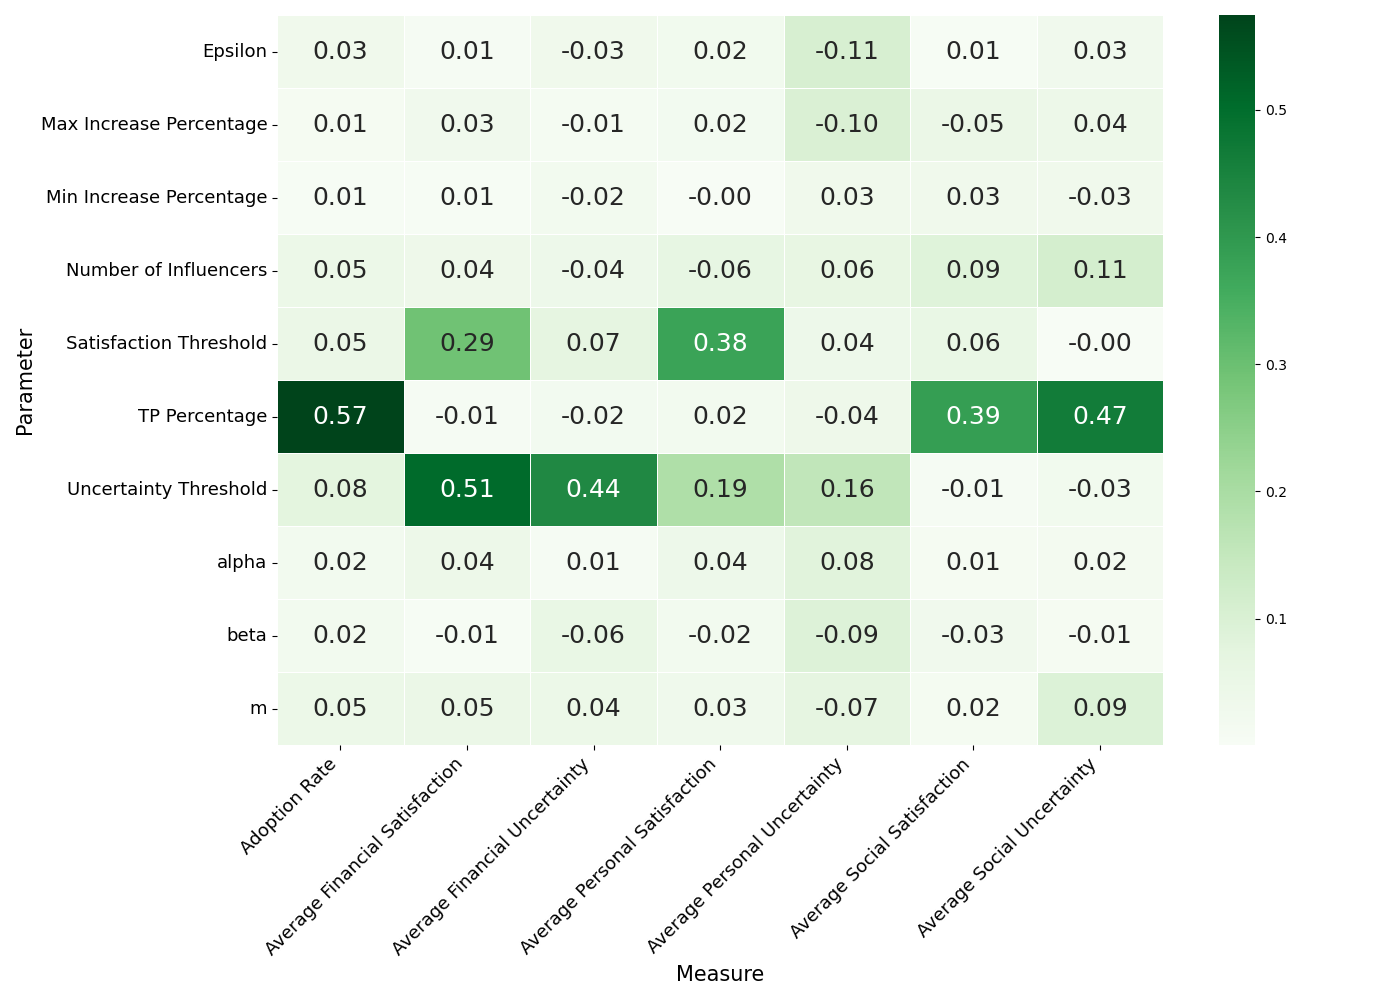 Epsilon 0.03 0.01 -0.03 0.02 -0.11 0.01 0.03
Max Increase Percentage 0.01 0.03 -0.01 0.02 -0.10 -0.05 0.04
Min Increase Percentage 0.01 0.01 -0.02 -0.00 0.03 0.03 -0.03
Number of Influencers 0.05 0.04 -0.04 -0.06 0.06 0.09 0.11
Satisfaction Threshold 0.05 0.29 0.07 0.38 0.04 0.06 -0.00
TP Percentage 0.57 -0.01 -0.02 0.02 -0.04 0.39 0.47
Uncertainty Threshold 0.08 0.51 0.44 0.19 0.16 -0.01 -0.03
alpha 0.02 0.04 0.01 0.04 0.08 0.01 0.02
beta 0.02 -0.01 -0.06 -0.02 -0.09 -0.03 -0.01
m 0.05 0.05 0.04 0.03 -0.07 0.02 0.09
Parameter
Adoption Rate
Average Financial Satisfaction
Average Financial Uncertainty
Average Personal Satisfaction
Average Personal Uncertainty
Average Social Satisfaction
Average Social Uncertainty
Measure
0.5
0.4
0.3
0.2
0.1